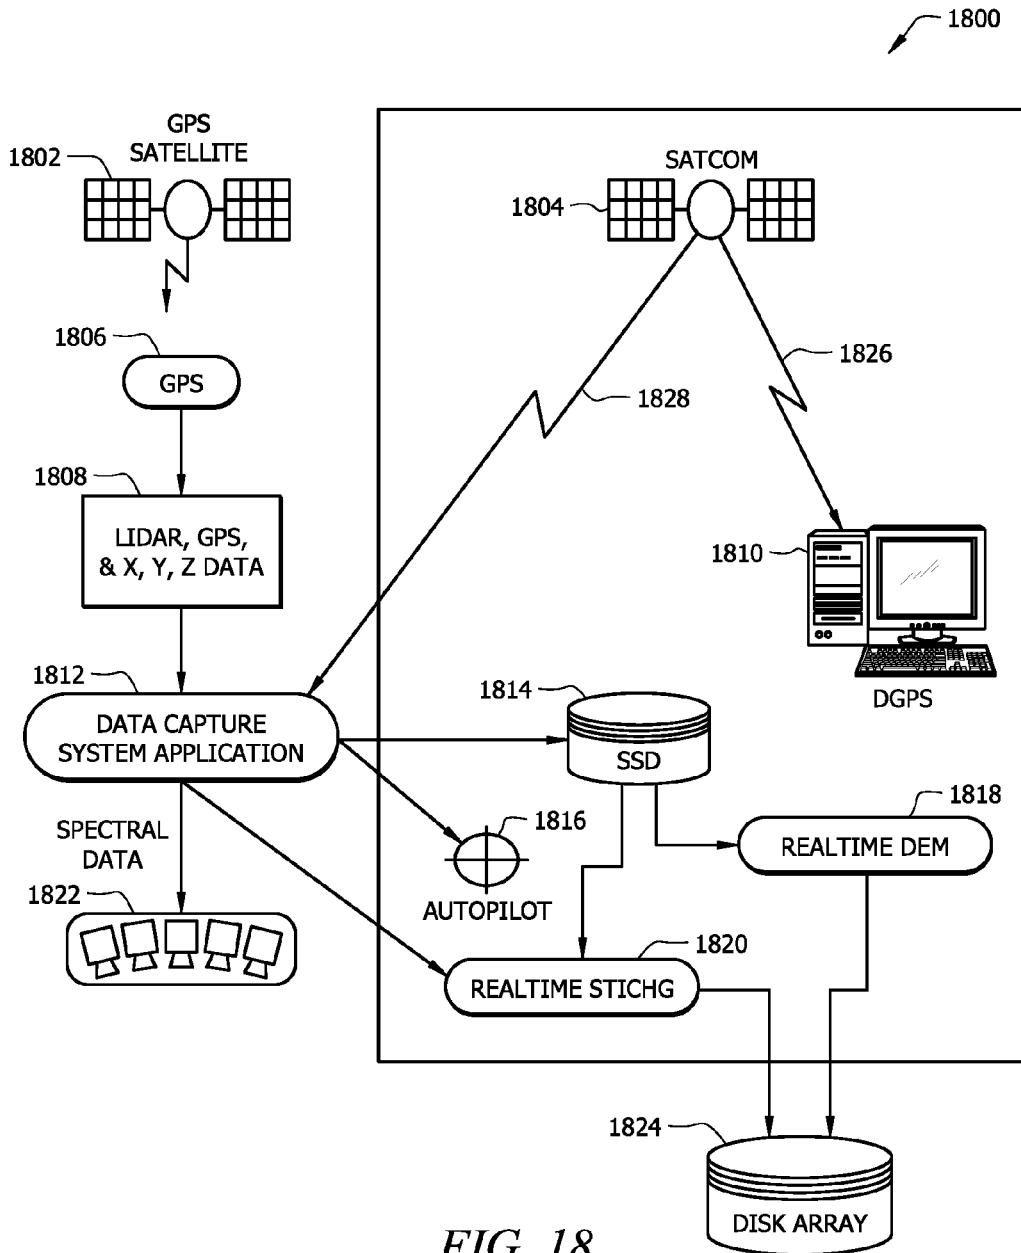 1800
GPS
SATELLITE
1802
SATCOM
1804
1806
GPS
1826
1828
1808
LIDAR, GPS,
& X, Y, Z DATA
1810
DGPS
1812
DATA CAPTURE
SYSTEM APPLICATION
1814
SSD
1816
AUTOPILOT
1818
REALTIME DEM
SPECTRAL
DATA
1822
1820
REALTIME STICHG
1824
DISK ARRAY
FIG. 18